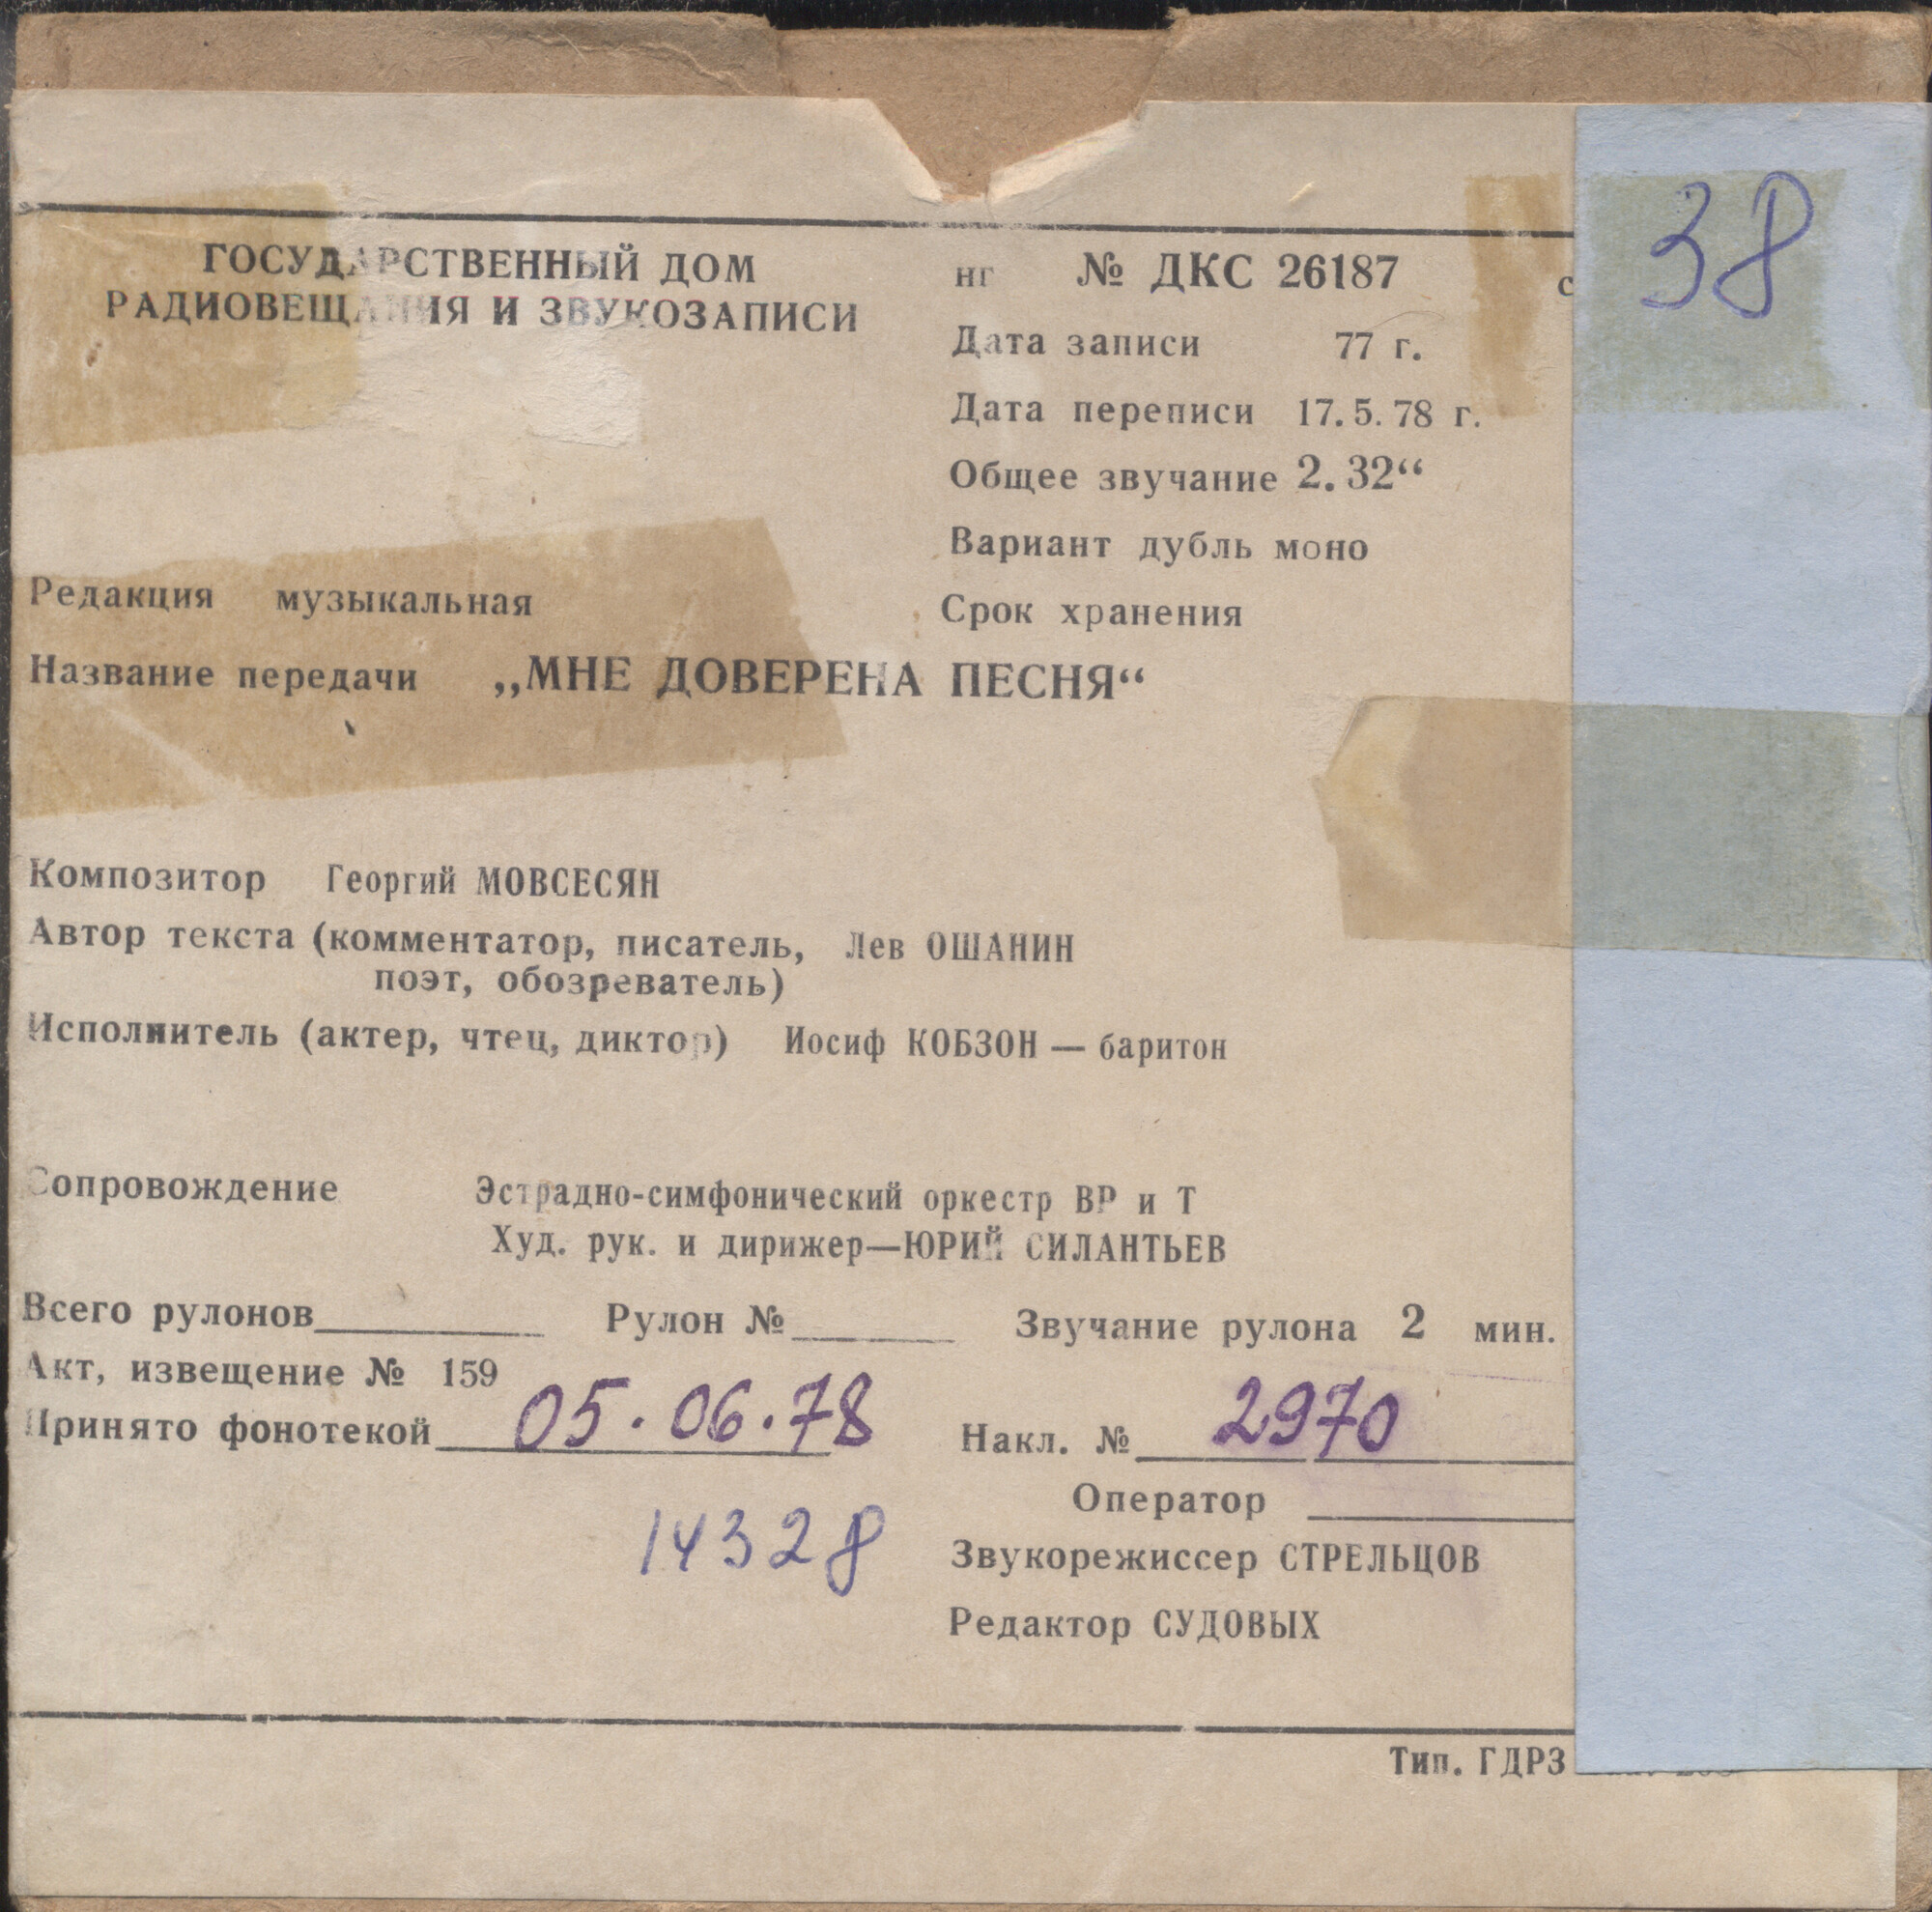 38
ГОСУДАРСТВЕННЫЙ ДОМ
РАДИОВЕЩАНИЯ И ЗВУКОЗАПИСИ
нг № ДКС 26187 с
Дата записи 77 г.
Дата переписи 17.5.78 г.
Общее звучание 2.32“
Вариант дубль моно
Редакция музыкальная
Срок хранения
Название передачи „МНЕ ДОВЕРЕНА ПЕСНЯ“
Композитор Георгий МОВСЕСЯН
Автор текста (комментатор, писатель, Лев ОШАНИН
поэт, обозреватель)
Исполнитель (актер, чтец, диктор) Иосиф КОБЗОН — баритон
Сопровождение Эстрадно-симфонический оркестр ВР и Т
Худ. рук. и дирижер—ЮРИЙ СИЛАНТЬЕВ
Всего рулонов Рулон № Звучание рулона 2 мин.
Акт, извещение № 159
Принято фонотекой 05.06.78 Накл. № 2970
Оператор
14328
Звукорежиссер СТРЕЛЬЦОВ
Редактор СУДОВЫХ
Тип. ГДРЗ